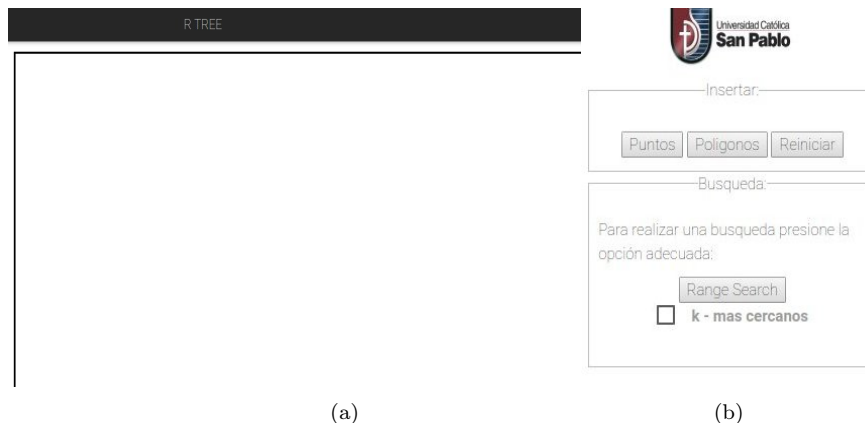 R TREE
Universidad Católica
San Pablo
Insertar:
Puntos Poligonos Reiniciar
Busqueda:
Para realizar una busqueda presione la
opción adecuada:
Range Search
k - mas cercanos
(a) (b)